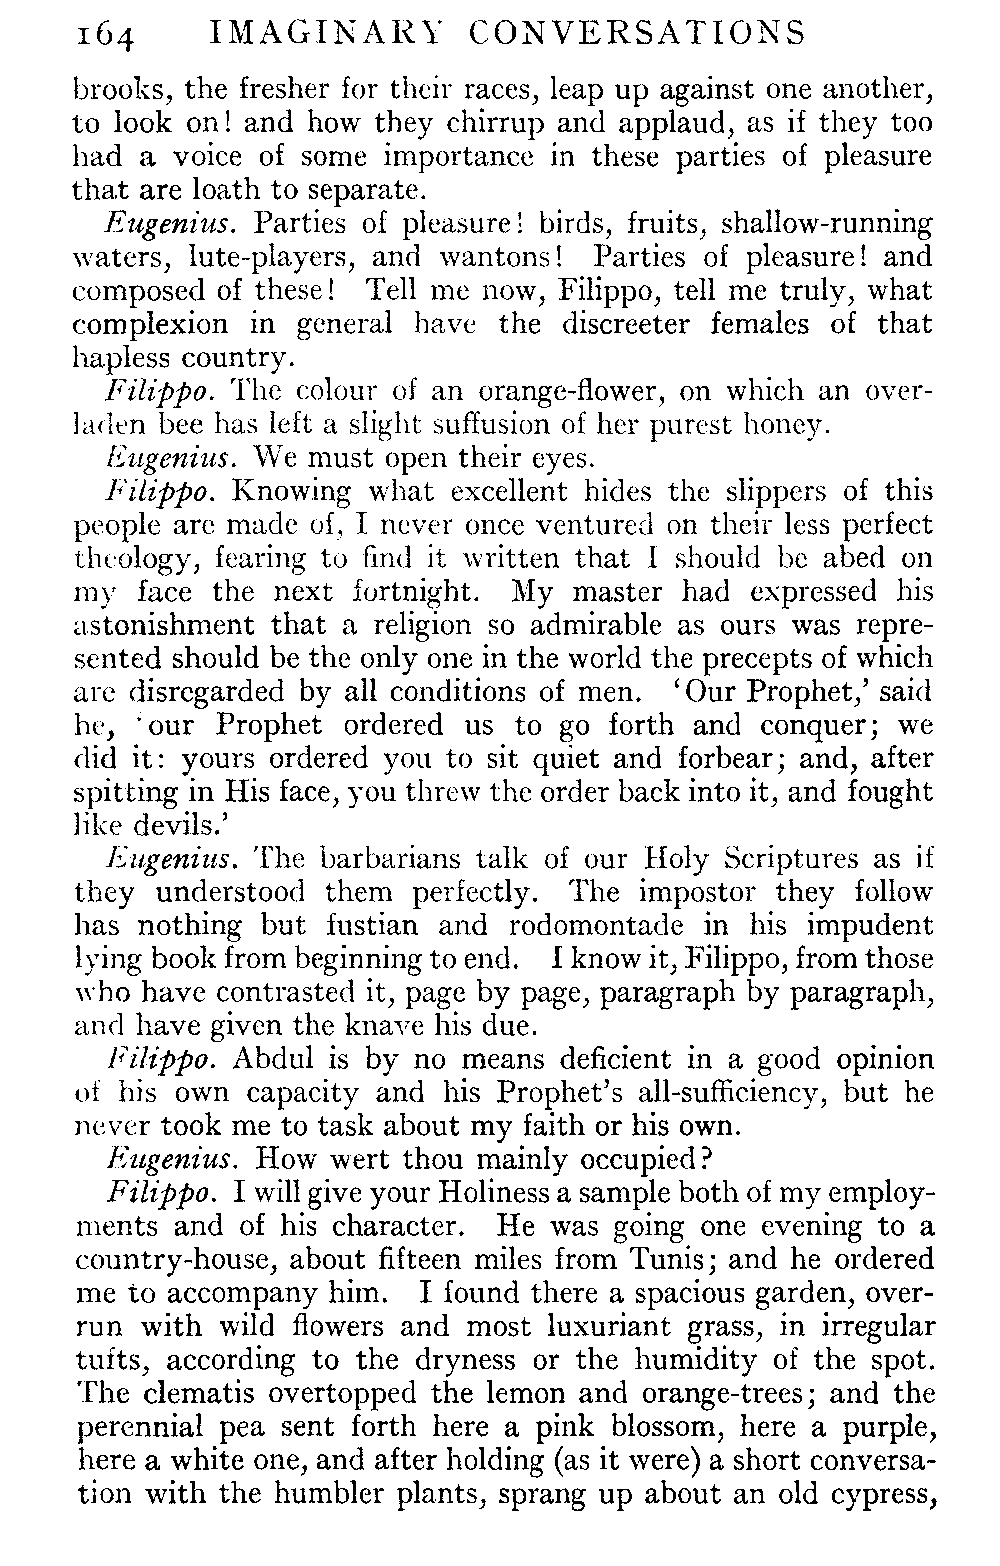 164 IMAGINARY CONVERSATIONS
brooks, the fresher for their races, leap up against one another,
to look on! and how they chirrup and applaud, as if they too
had a voice of some importance in these parties of pleasure
that are loath to separate.
Eugenius. Parties of pleasure! birds, fruits, shallow-running
waters, lute-players, and wantons! Parties of pleasure! and
composed of these! Tell me now, Filippo, tell me truly, what
complexion in general have the discreeter females of that
hapless country.
Filippo. The colour of an orange-flower, on which an over-
laden bee has left a slight suffusion of her purest honey.
Eugenius. We must open their eyes.
Filippo. Knowing what excellent hides the slippers of this
people are made of, I never once ventured on their less perfect
theology, fearing to find it written that I should be abed on
my face the next fortnight. My master had expressed his
astonishment that a religion so admirable as ours was repre-
sented should be the only one in the world the precepts of which
are disregarded by all conditions of men. ‘Our Prophet,’ said
he, ‘our Prophet ordered us to go forth and conquer; we
did it: yours ordered you to sit quiet and forbear; and, after
spitting in His face, you threw the order back into it, and fought
like devils.’
Eugenius. The barbarians talk of our Holy Scriptures as if
they understood them perfectly. The impostor they follow
has nothing but fustian and rodomontade in his impudent
lying book from beginning to end. I know it, Filippo, from those
who have contrasted it, page by page, paragraph by paragraph,
and have given the knave his due.
Filippo. Abdul is by no means deficient in a good opinion
of his own capacity and his Prophet’s all-sufficiency, but he
never took me to task about my faith or his own.
Eugenius. How wert thou mainly occupied?
Filippo. I will give your Holiness a sample both of my employ-
ments and of his character. He was going one evening to a
country-house, about fifteen miles from Tunis; and he ordered
me to accompany him. I found there a spacious garden, over-
run with wild flowers and most luxuriant grass, in irregular
tufts, according to the dryness or the humidity of the spot.
The clematis overtopped the lemon and orange-trees; and the
perennial pea sent forth here a pink blossom, here a purple,
here a white one, and after holding (as it were) a short conversa-
tion with the humbler plants, sprang up about an old cypress,